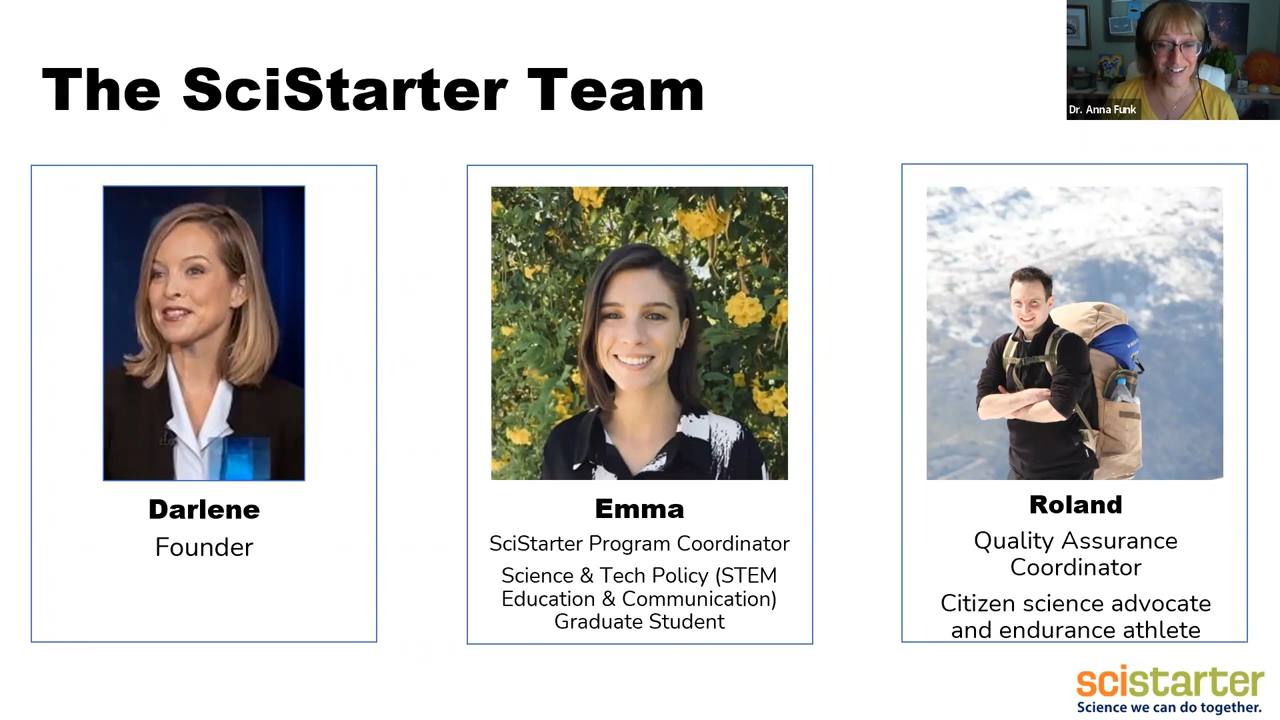 The SciStarter Team
Dr. Anna Funk
Darlene
Founder
Emma
SciStarter Program Coordinator
Science & Tech Policy (STEM
Education & Communication)
Graduate Student
Roland
Quality Assurance
Coordinator
Citizen science advocate
and endurance athlete
scistarter
Science we can do together.